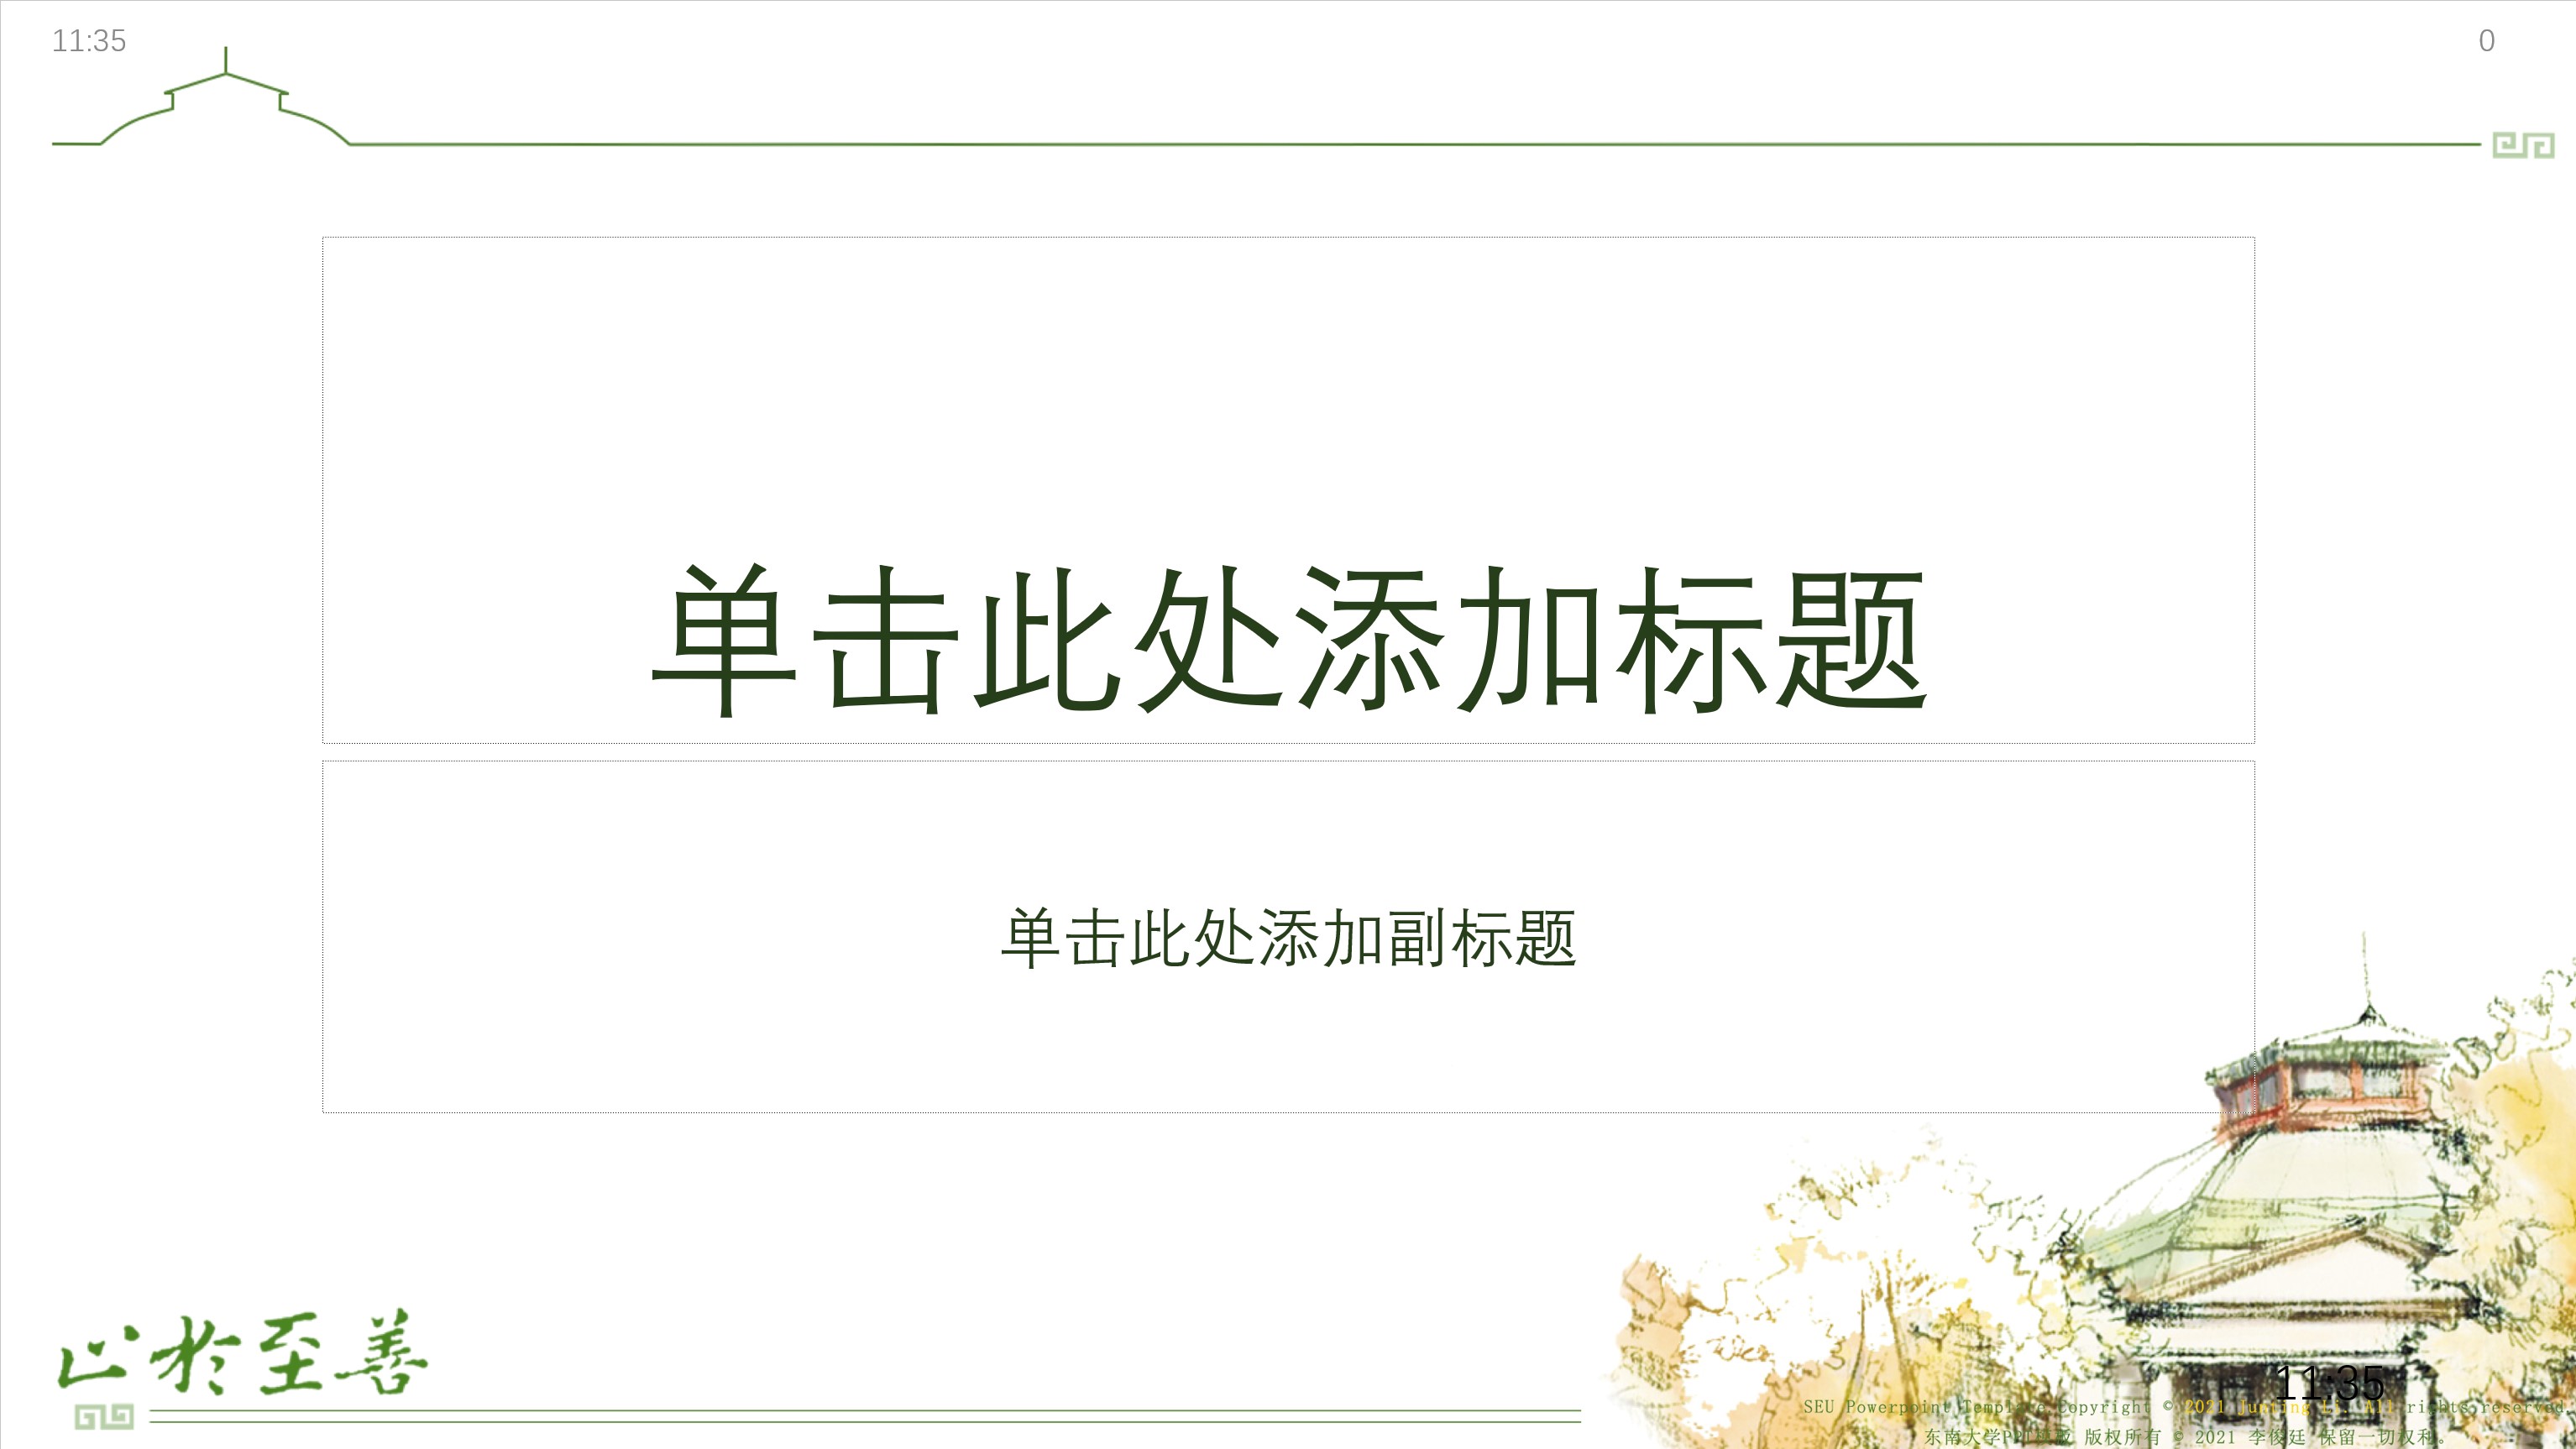 11:35
0
单击此处添加标题
单击此处添加副标题
止於至善
11:35
SEU Powerpoint Template Copyright © 2021 Junting Li. All rights reserved.
东南大学PPT模板 版权所有 © 2021 李俊廷 保留一切权利。